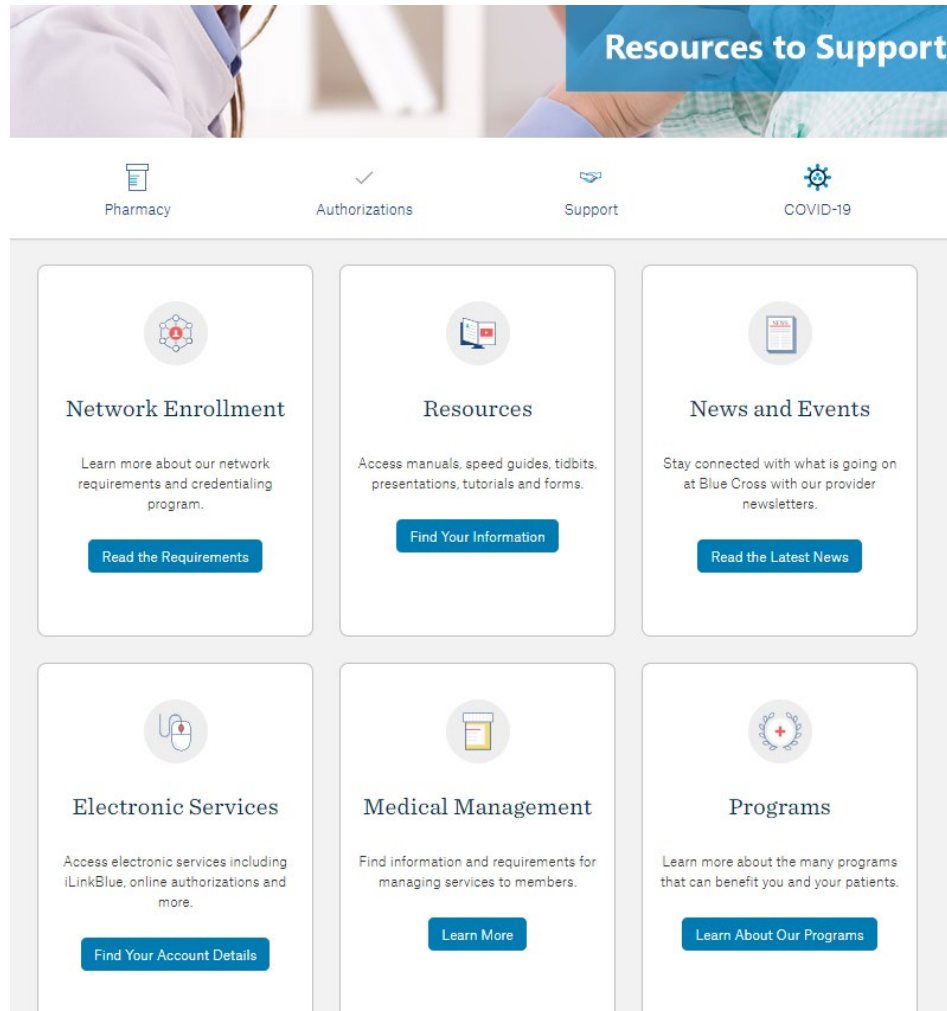 Resources to Support
Pharmacy
Authorizations
Support
COVID-19
Network Enrollment
Learn more about our network
requirements and credentialing
program.
Read the Requirements
Resources
Access manuals, speed guides, tidbits,
presentations, tutorials and forms.
Find Your Information
NEWS
News and Events
Stay connected with what is going on
at Blue Cross with our provider
newsletters.
Read the Latest News
Electronic Services
Access electronic services including
iLinkBlue, online authorizations and
more.
Find Your Account Details
Medical Management
Find information and requirements for
managing services to members.
Learn More
Programs
Learn more about the many programs
that can benefit you and your patients.
Learn About Our Programs